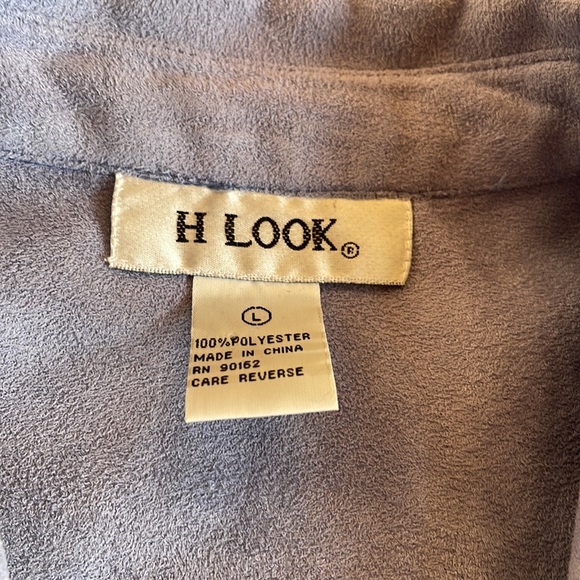 H LOOK®
L
100%POLYESTER
MADE IN CHINA
RN 90162
CARE REVERSE